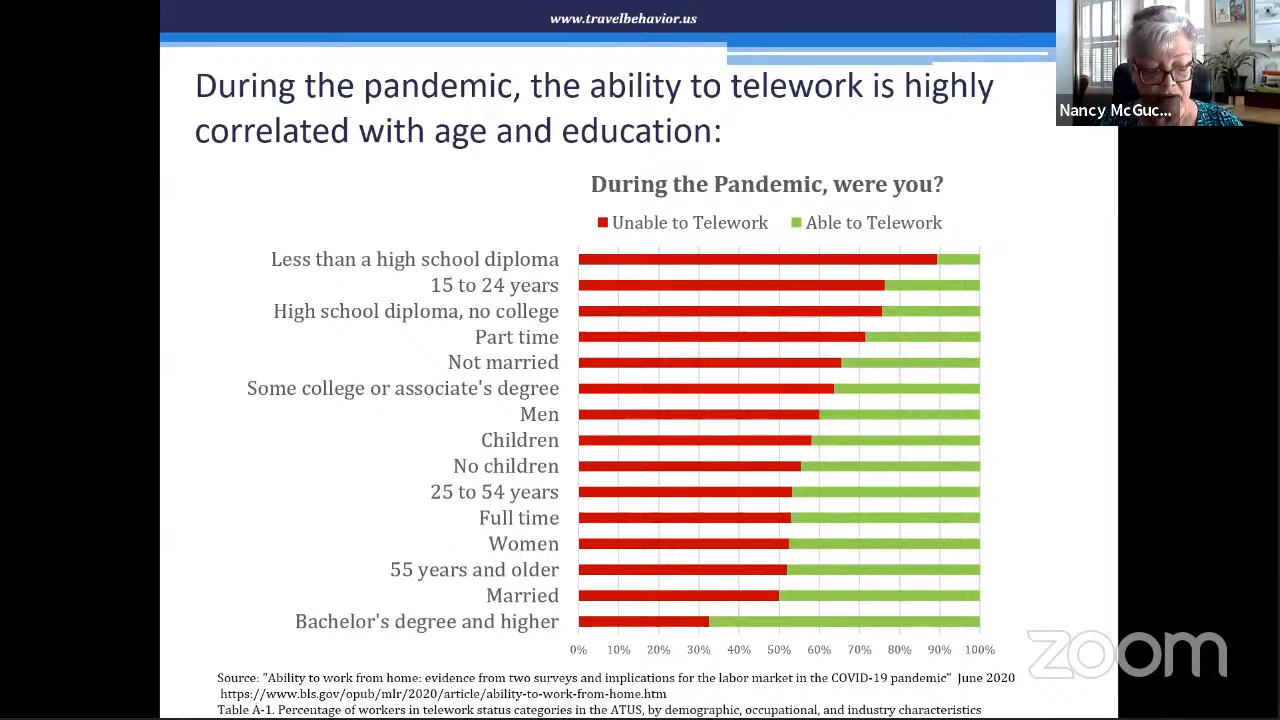 www.travelbehavior.us
During the pandemic, the ability to telework is highly
correlated with age and education:
Nancy McGuc...
During the Pandemic, were you?
Unable to Telework Able to Telework
Less than a high school diploma
15 to 24 years
High school diploma, no college
Part time
Not married
Some college or associate's degree
Men
Children
No children
25 to 54 years
Full time
Women
55 years and older
Married
Bachelor's degree and higher
0% 10% 20% 30% 40% 50% 60% 70% 80% 90% 100%
zoom
Source: "Ability to work from home: evidence from two surveys and implications for the labor market in the COVID-19 pandemic" June 2020
https://www.bls.gov/opub/mlr/2020/article/ability-to-work-from-home.htm
Table A-1. Percentage of workers in telework status categories in the ATUS, by demographic, occupational, and industry characteristics